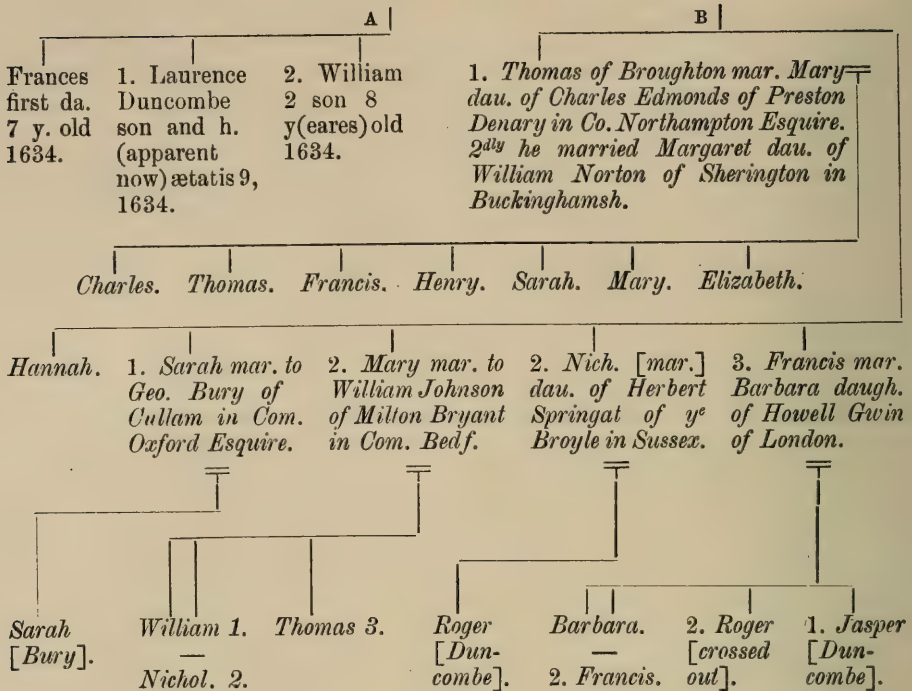 A B
Frances
first da.
7 y. old
1634.
1. Laurence
Duncombe
son and h.
(apparent
now) ætatis 9,
1634.
2. William
2 son 8
y(eares) old
1634.
1. Thomas of Broughton mar. Mary
dau. of Charles Edmonds of Preston
Denary in Co. Northampton Esquire.
2dly he married Margaret dau. of
William Norton of Sherington in
Buckinghamsh.
Charles. Thomas. Francis. Henry. Sarah. Mary. Elizabeth.
Hannah.
1. Sarah mar. to
Geo. Bury of
Cullam in Com.
Oxford Esquire.
2. Mary mar. to
William Johnson
of Milton Bryant
in Com. Bedf.
2. Nich. [mar.]
dau. of Herbert
Springat of yᵉ
Broyle in Sussex.
3. Francis mar.
Barbara daugh.
of Howell Gwin
of London.
Sarah
[Bury].
William 1.
—
Nichol. 2.
Thomas 3.
Roger
[Dun-
combe].
Barbara.
—
2. Francis.
2. Roger
[crossed
out].
1. Jasper
[Dun-
combe].